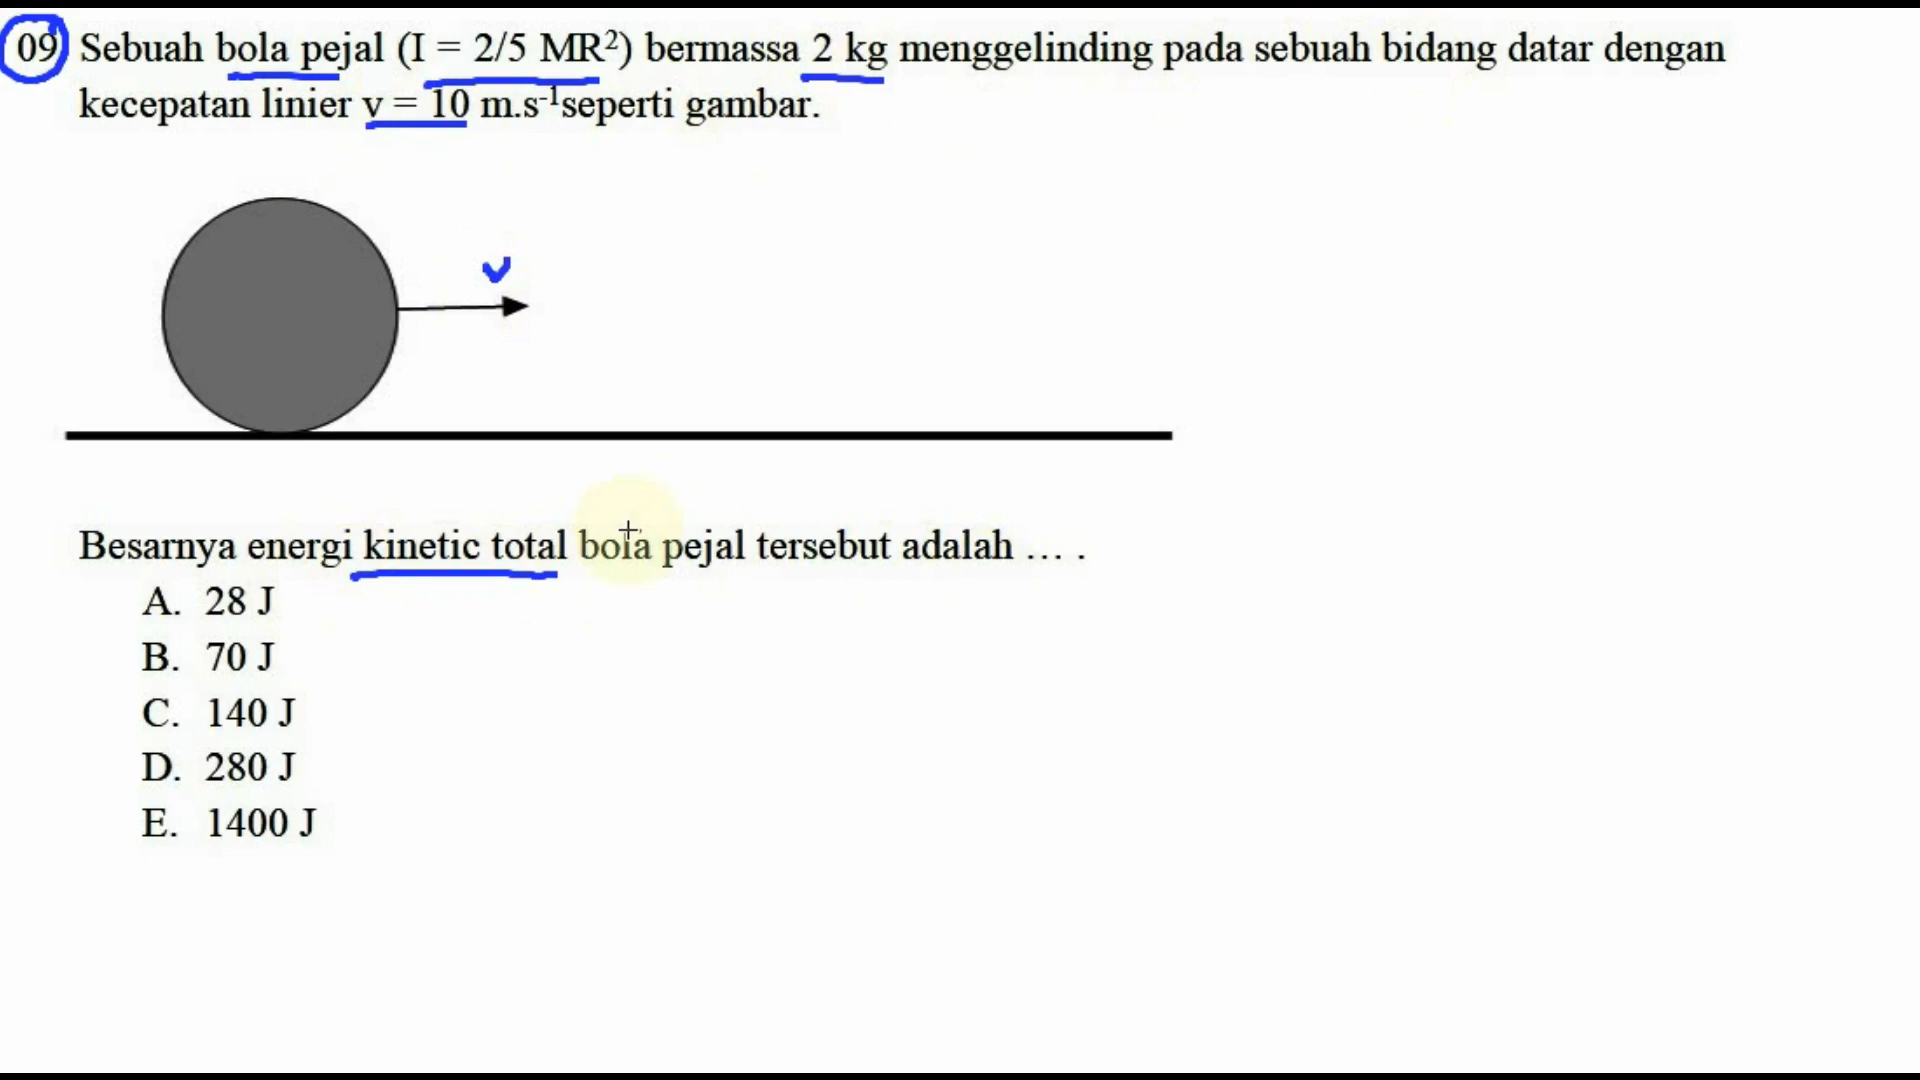 09 Sebuah bola pejal (I = 2/5 MR²) bermassa 2 kg menggelinding pada sebuah bidang datar dengan
kecepatan linier v = 10 m.s⁻¹seperti gambar.
v
Besarnya energi kinetic total bola pejal tersebut adalah ... .
A. 28 J
B. 70 J
C. 140 J
D. 280 J
E. 1400 J